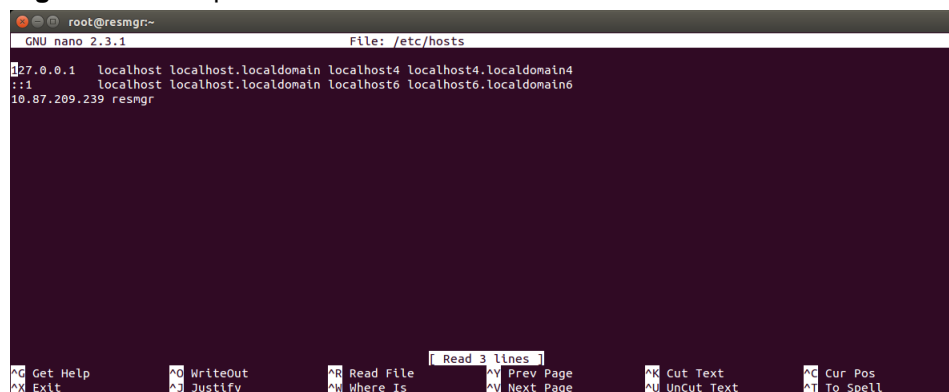 root@resmgr:~
GNU nano 2.3.1 File: /etc/hosts
127.0.0.1 localhost localhost.localdomain localhost4 localhost4.localdomain4
::1 localhost localhost.localdomain localhost6 localhost6.localdomain6
10.87.209.239 resmgr
[ Read 3 lines ]
^G Get Help ^O WriteOut ^R Read File ^Y Prev Page ^K Cut Text ^C Cur Pos
^X Exit ^J Justify ^W Where Is ^V Next Page ^U UnCut Text ^T To Spell